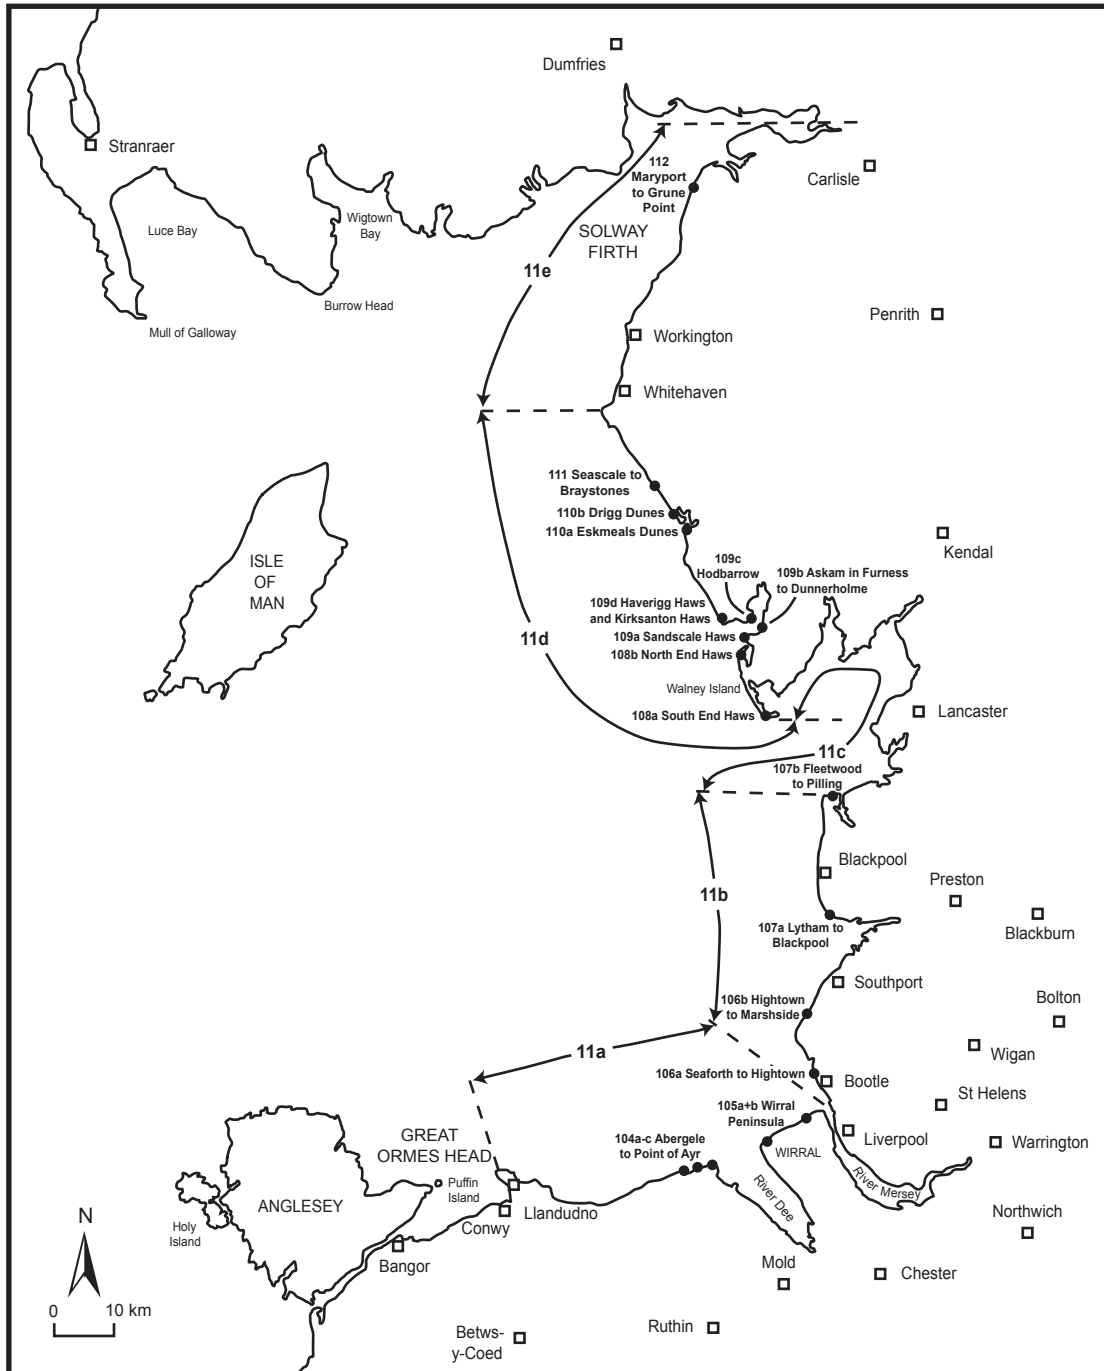 Dumfries
Stranraer
112
Maryport
to Grune
Point
Carlisle
Luce Bay
Wigtown
Bay
SOLWAY
FIRTH
11e
Burrow Head
Mull of Galloway
Penrith
Workington
Whitehaven
111 Seascale to
Braystones
110b Drigg Dunes
110a Eskmeals Dunes
Kendal
ISLE
OF
MAN
109c
Hodbarrow
109b Askam in Furness
to Dunnerholme
109d Haverigg Haws
and Kirksanton Haws
11d
109a Sandscale Haws
108b North End Haws
Walney Island
108a South End Haws
Lancaster
11c
107b Fleetwood
to Pilling
Blackpool
Preston
11b
Blackburn
107a Lytham to
Blackpool
Southport
106b Hightown
to Marshside
Bolton
11a
Wigan
106a Seaforth to Hightown
Bootle
St Helens
105a+b Wirral
Peninsula
Liverpool
Warrington
GREAT
ORMES HEAD
104a-c Abergele
to Point of Ayr
WIRRAL
River Mersey
River Dee
Puffin
Island
ANGLESEY
Llandudno
Conwy
Holy
Island
Northwich
N
Bangor
Mold
Chester
0 10 km
Betws-
y-Coed
Ruthin